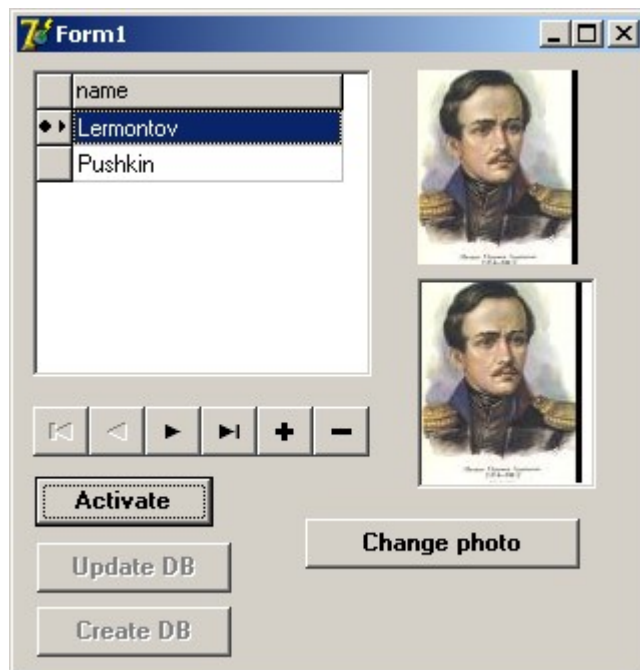 Form1
name
Lermontov
Pushkin
Activate
Update DB
Create DB
Change photo